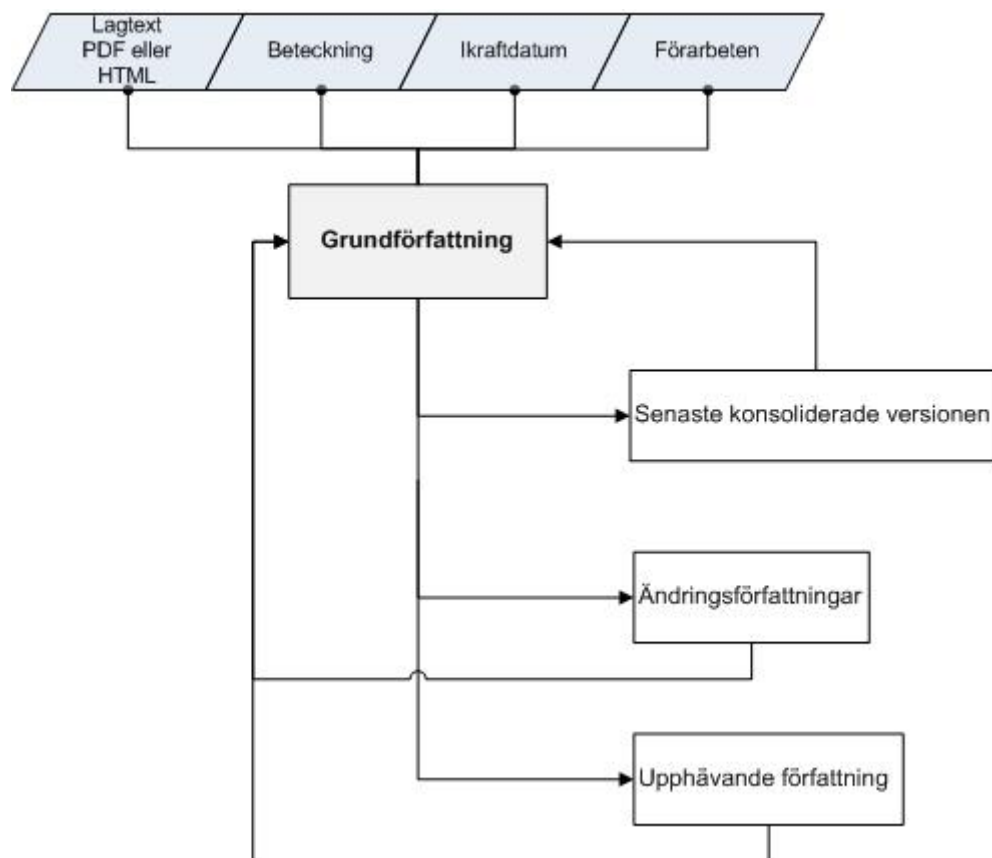 Lagtext
PDF eller
HTML
Beteckning
Ikraftdatum
Förarbeten
Grundförfattning
Senaste konsoliderade versionen
Ändringsförfattningar
Upphävande författning